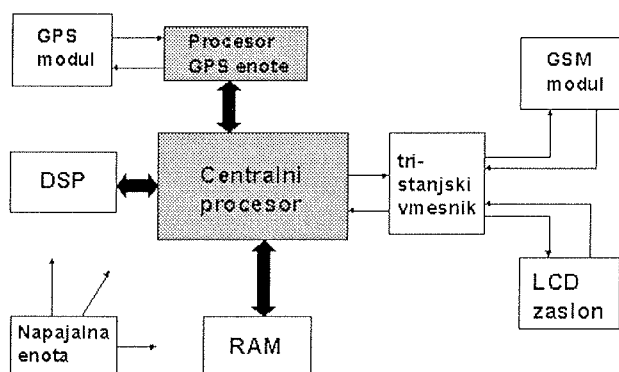 GPS
modul
Procesor
GPS enote
GSM
modul
DSP
Centralni
procesor
tri-
stanjski
vmesnik
LCD
zaslon
Napajalna
enota
RAM